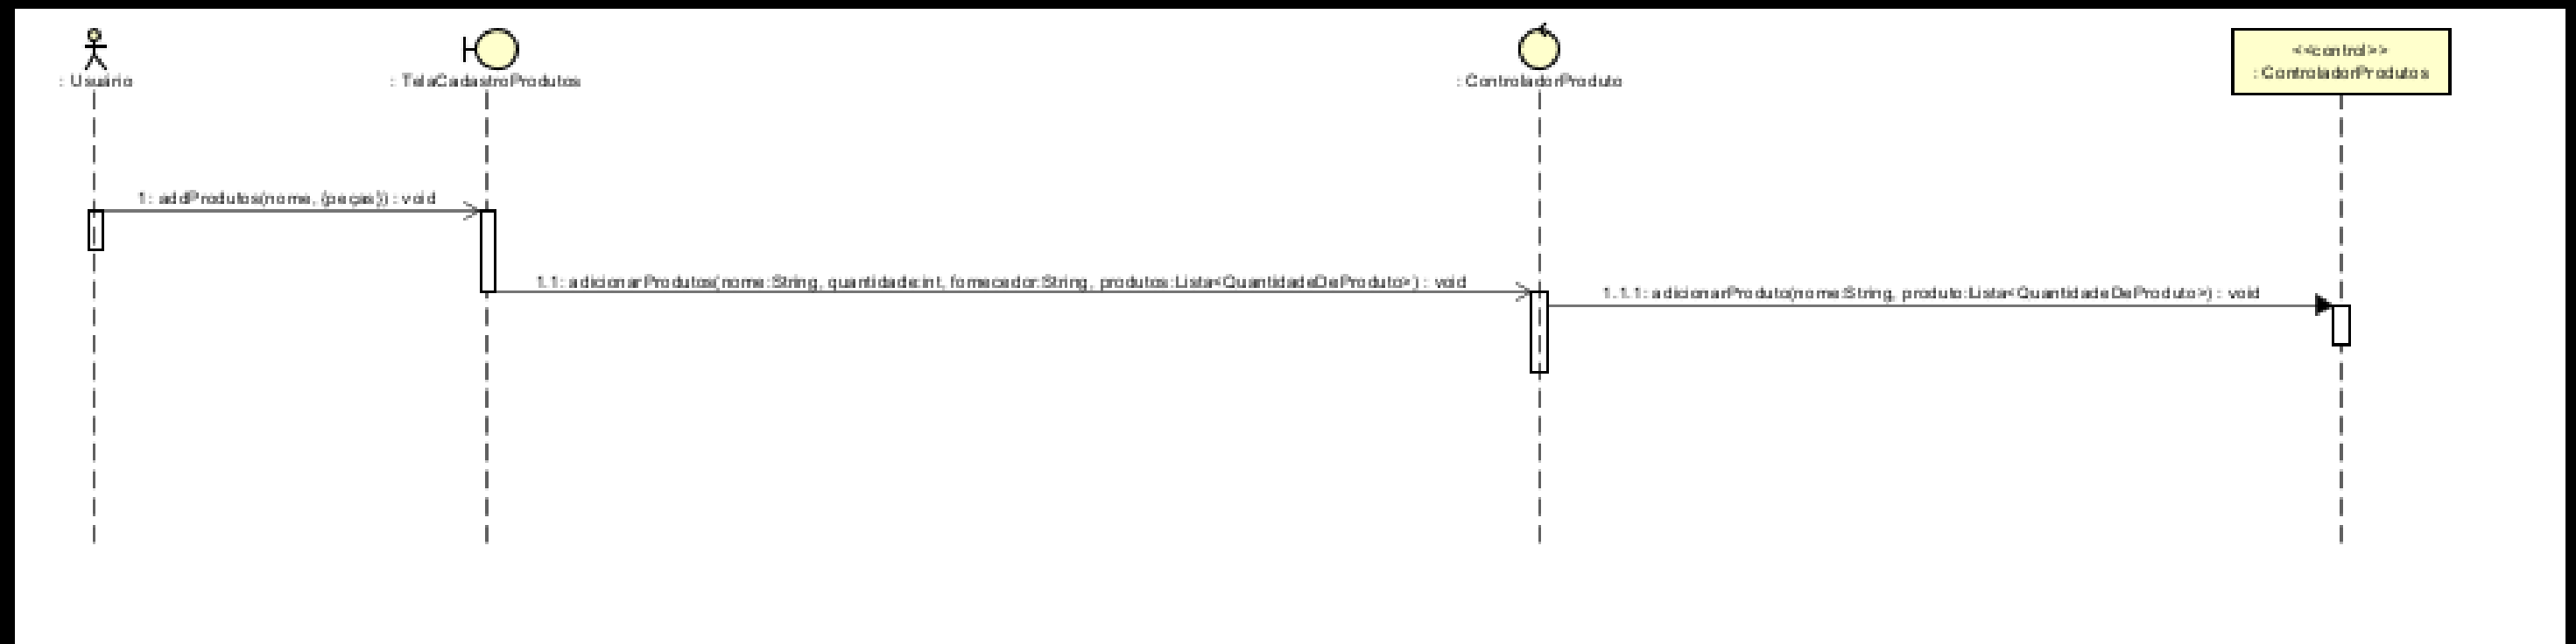 : Usuário
: TelaCadastroProdutos
: ControladorProduto
<<control>>
: ControladorProdutos
1: addProdutos(nome, {peças}) : void
1.1: adicionarProdutos(nome:String, quantidade:int, fornecedor:String, produtos:Lista<QuantidadeDeProduto>) : void
1.1.1: adicionarProduto(nome:String, produto:Lista<QuantidadeDeProduto>) : void